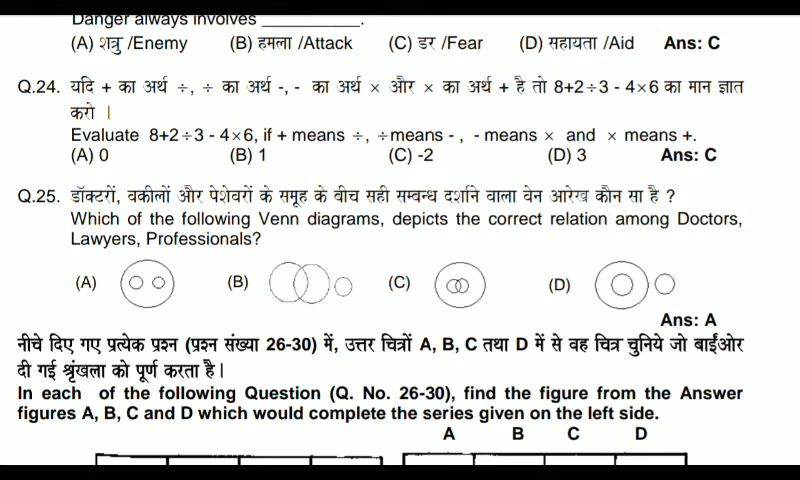 Danger always involves ___________.
(A) शत्रु /Enemy (B) हमला /Attack (C) डर /Fear (D) सहायता /Aid Ans: C
Q.24. यदि + का अर्थ ÷, ÷ का अर्थ -, - का अर्थ × और × का अर्थ + है तो 8+2÷3 - 4×6 का मान ज्ञात
करो |
Evaluate 8+2÷3 - 4×6, if + means ÷, ÷means - , - means × and × means +.
(A) 0 (B) 1 (C) -2 (D) 3 Ans: C
Q.25. डॉक्टरों, वकीलों और पेशेवरों के समूह के बीच सही सम्बन्ध दर्शाने वाला वेन आरेख कौन सा है ?
Which of the following Venn diagrams, depicts the correct relation among Doctors,
Lawyers, Professionals?
(A) (B) (C) (D)
Ans: A
नीचे दिए गए प्रत्येक प्रश्न (प्रश्न संख्या 26-30) में, उत्तर चित्रों A, B, C तथा D में से वह चित्र चुनिये जो बाईंओर
दी गई श्रृंखला को पूर्ण करता है।
In each of the following Question (Q. No. 26-30), find the figure from the Answer
figures A, B, C and D which would complete the series given on the left side.
A B C D